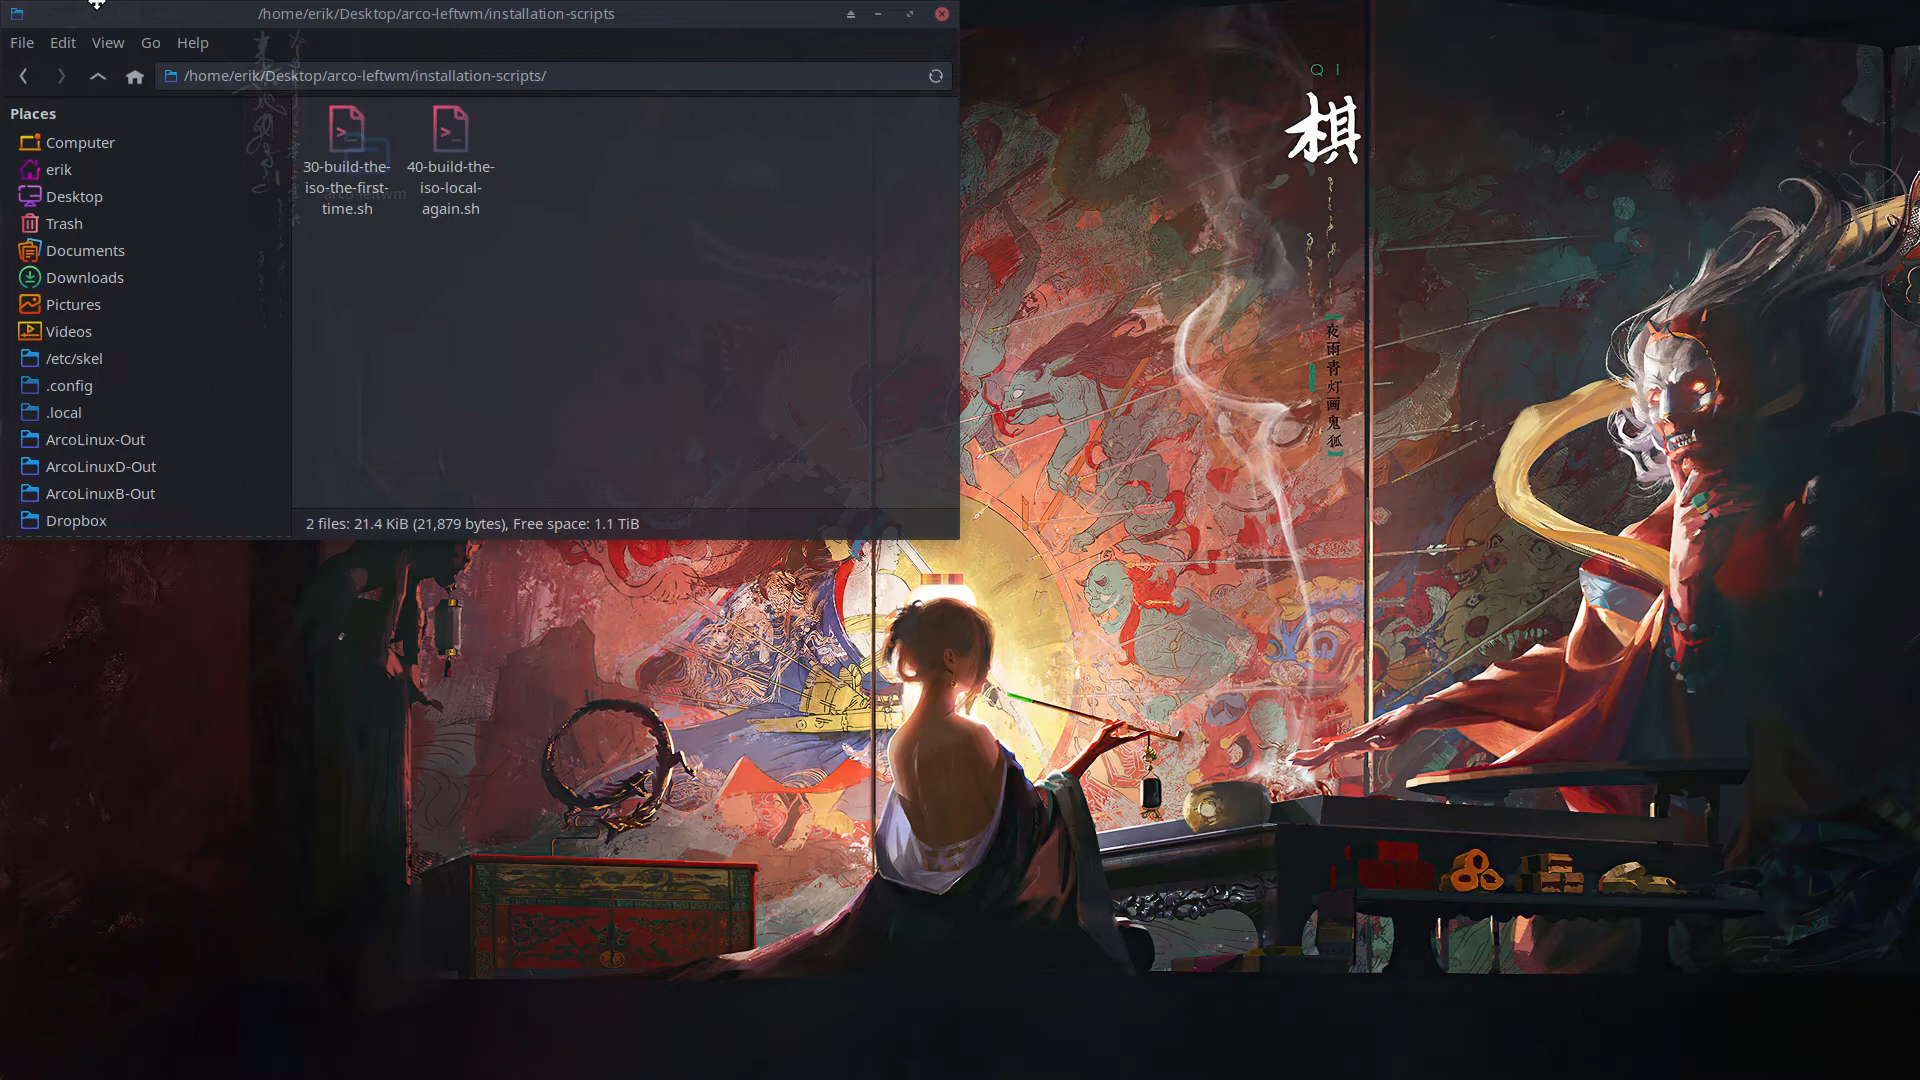 /home/erik/Desktop/arco-leftwm/installation-scripts
File Edit View Go Help
/home/erik/Desktop/arco-leftwm/installation-scripts/
Places
Computer
erik
Desktop
Trash
Documents
Downloads
Pictures
Videos
/etc/skel
.config
.local
ArcoLinux-Out
ArcoLinuxD-Out
ArcoLinuxB-Out
Dropbox
30-build-the-
iso-the-first-
time.sh
40-build-the-
iso-local-
again.sh
arco-leftwm
2 files: 21.4 KiB (21,879 bytes), Free space: 1.1 TiB
QI
棋
夜雨青灯画鬼狐